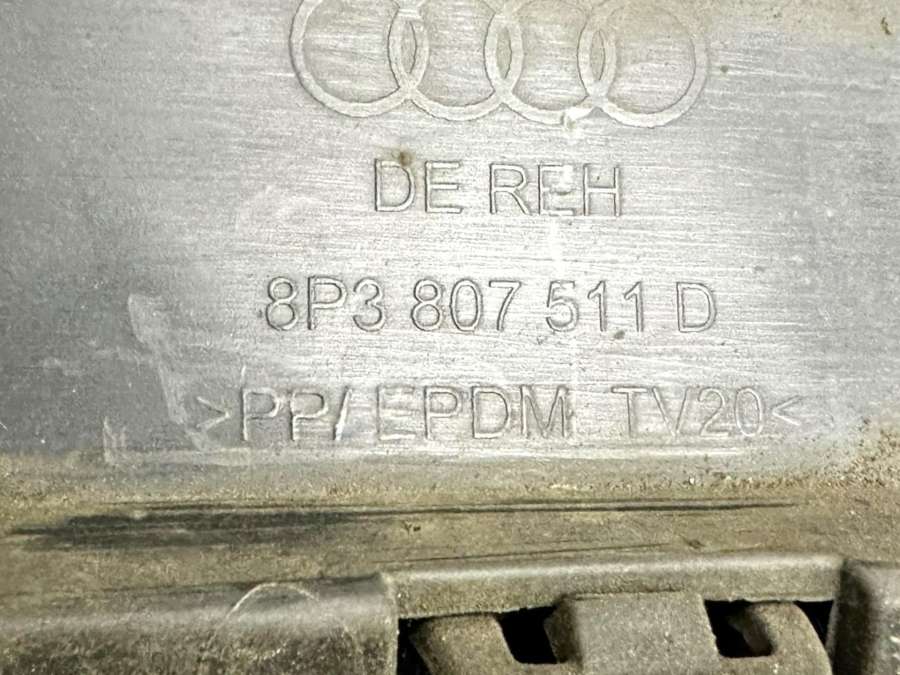 DE REH
8P3 807 511 D
>PP/EPDM TV20<